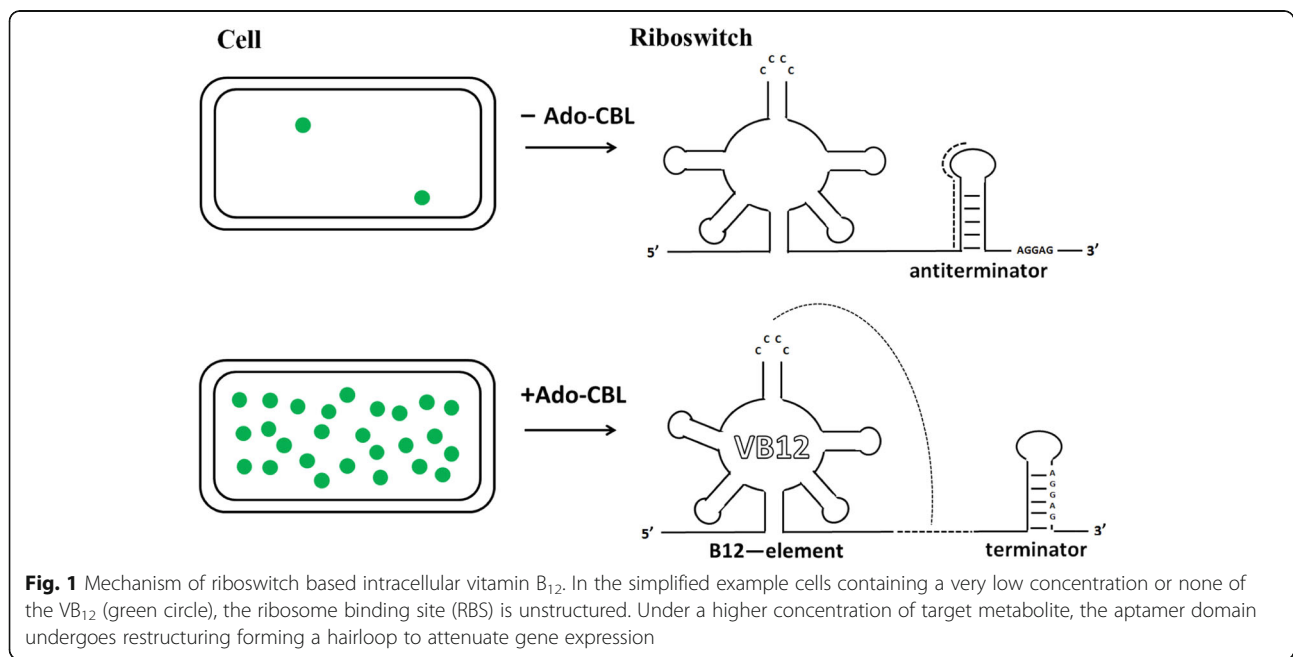 Cell
Riboswitch
C C C C
− Ado-CBL
5′
AGGAG
3′
antiterminator
C C C C
+Ado-CBL
VB12
A
G
G
A
G
5′
3′
B12—element
terminator
Fig. 1 Mechanism of riboswitch based intracellular vitamin B12. In the simplified example cells containing a very low concentration or none of
the VB12 (green circle), the ribosome binding site (RBS) is unstructured. Under a higher concentration of target metabolite, the aptamer domain
undergoes restructuring forming a hairloop to attenuate gene expression